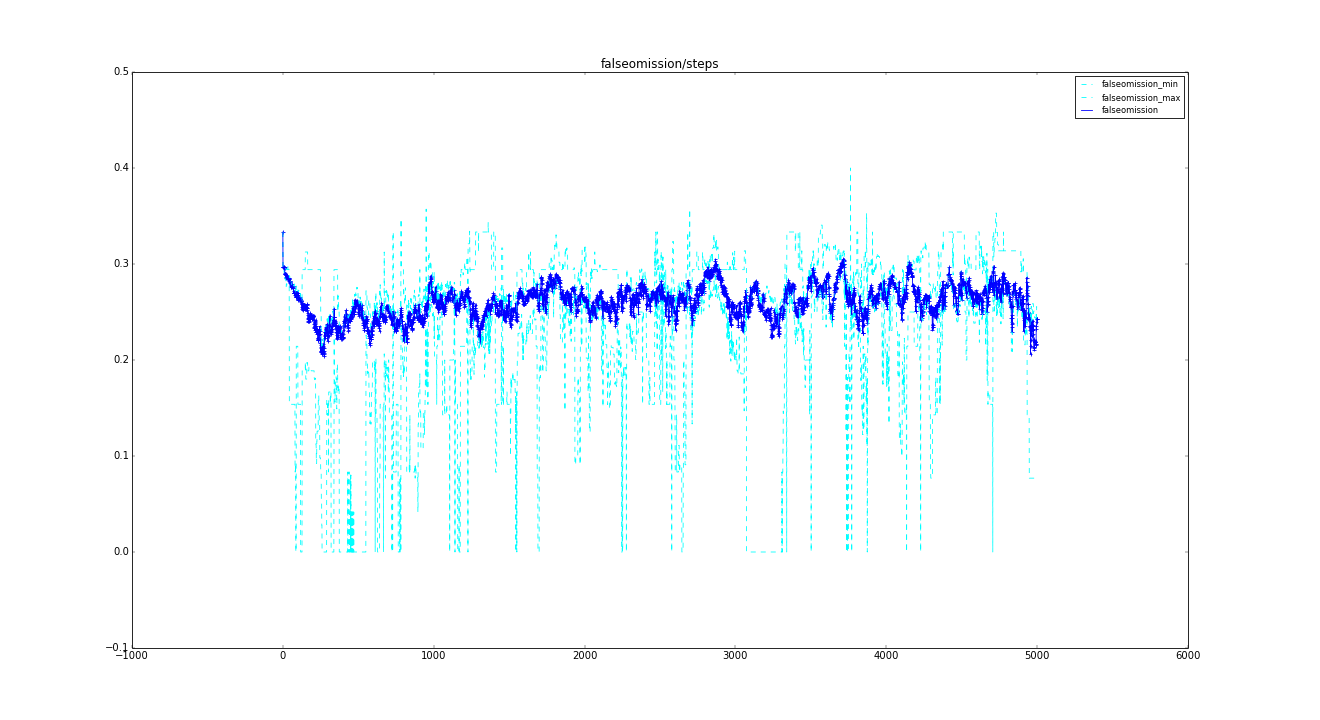 falseomission/steps
0.5
falseomission_min
falseomission_max
falseomission
0.4
0.3
0.2
0.1
0.0
−0.1
−1000 0 1000 2000 3000 4000 5000 6000